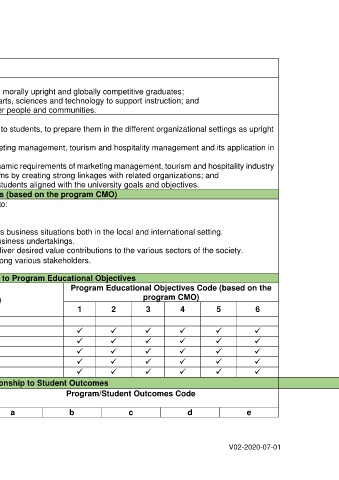 morally upright and globally competitive graduates;
arts, sciences and technology to support instruction; and
er people and communities.
to students, to prepare them in the different organizational settings as upright
eting management, tourism and hospitality management and its application in
namic requirements of marketing management, tourism and hospitality industry
ms by creating strong linkages with related organizations; and
students aligned with the university goals and objectives.
s (based on the program CMO)
to:
s business situations both in the local and international setting.
usiness undertakings.
liver desired value contributions to the various sectors of the society.
ong various stakeholders.
to Program Educational Objectives
) Program Educational Objectives Code (based on the
program CMO)
1 2 3 4 5 6
✓ ✓ ✓ ✓ ✓ ✓
✓ ✓ ✓ ✓ ✓ ✓
✓ ✓ ✓ ✓ ✓ ✓
✓ ✓ ✓ ✓ ✓ ✓
✓ ✓ ✓ ✓ ✓ ✓
onship to Student Outcomes
Program/Student Outcomes Code
a b c d e
V02-2020-07-01